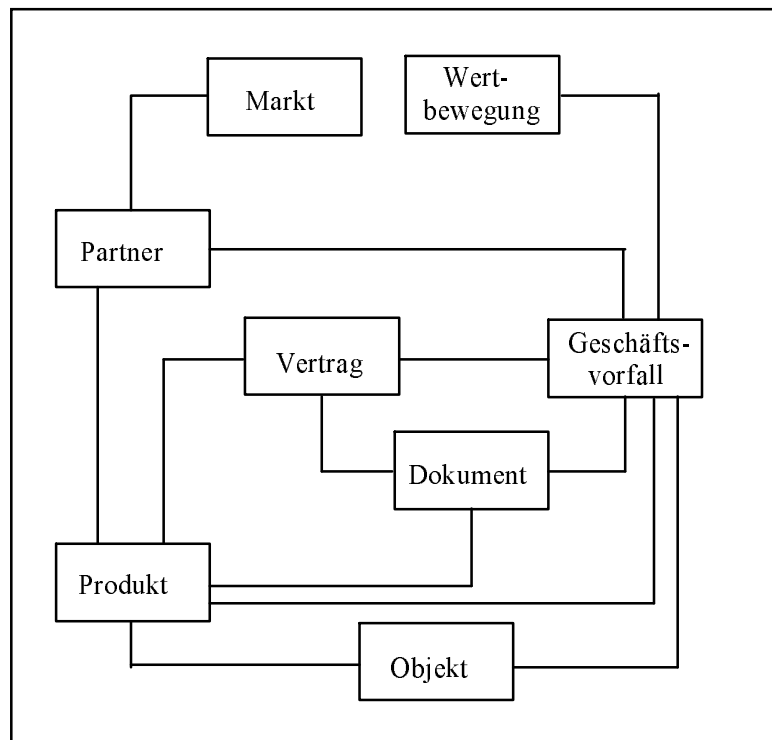 Markt
Wert-
bewegung
Partner
Vertrag
Geschäfts-
vorfall
Dokument
Produkt
Objekt